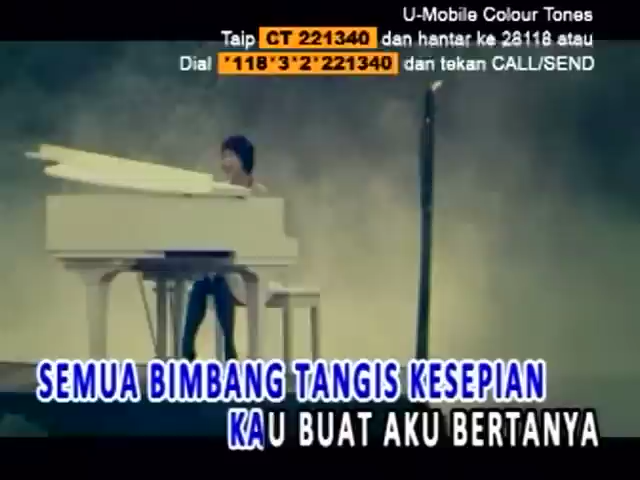 U-Mobile Colour Tones
Taip CT 221340 dan hantar ke 28118 atau
Dial *118*3*2*221340 dan tekan CALL/SEND
SEMUA BIMBANG TANGIS KESEPIAN
KAU BUAT AKU BERTANYA